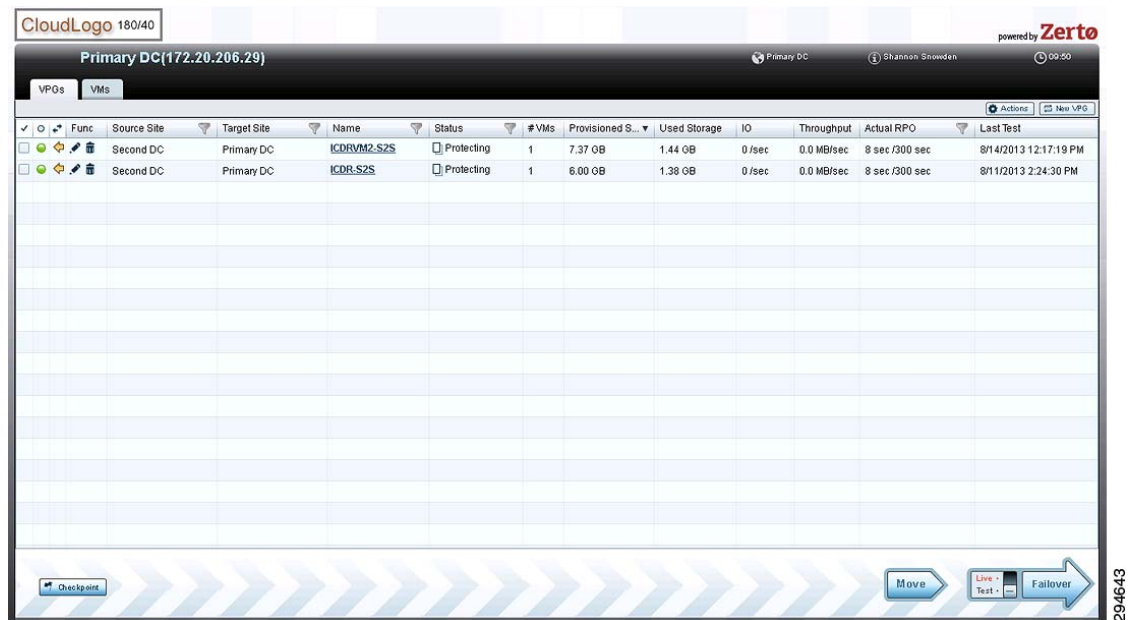 CloudLogo 180/40
powered by Zerto
Primary DC(172.20.206.29)
Primary DC
Shannon Snowden
09:50
VPGs
VMs
Actions
New VPG
Func Source Site Target Site Name Status #VMs Provisioned S... Used Storage IO Throughput Actual RPO Last Test
Second DC Primary DC ICDRVM2-S2S Protecting 1 7.37 GB 1.44 GB 0 /sec 0.0 MB/sec 8 sec /300 sec 8/14/2013 12:17:19 PM
Second DC Primary DC ICDR-S2S Protecting 1 6.00 GB 1.38 GB 0 /sec 0.0 MB/sec 8 sec /300 sec 8/11/2013 2:24:30 PM
Checkpoint
Move
Live
Test
Failover
294643